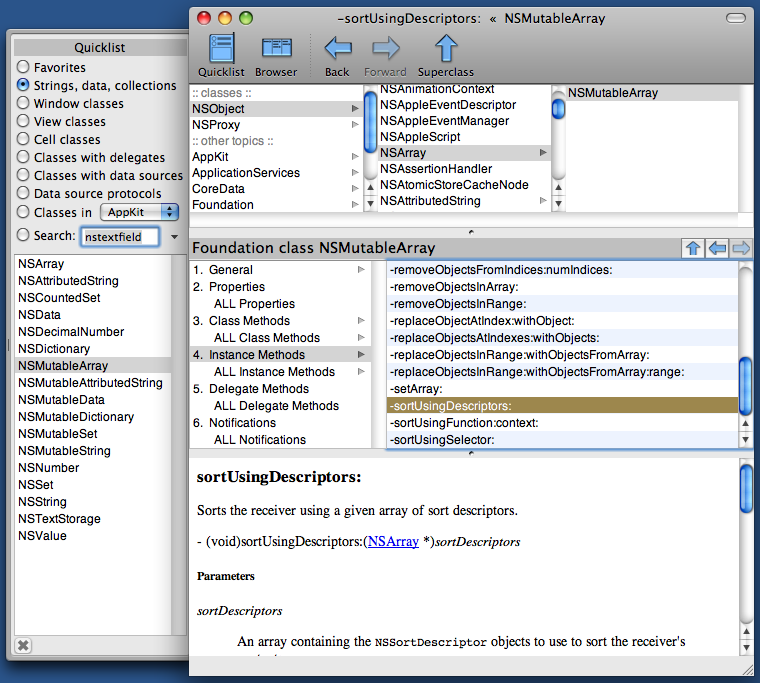 -sortUsingDescriptors: « NSMutableArray
Quicklist
Browser
Back
Forward
Superclass
Quicklist
Favorites
Strings, data, collections
Window classes
View classes
Cell classes
Classes with delegates
Classes with data sources
Data source protocols
Classes in AppKit
Search: nstextfield
NSArray
NSAttributedString
NSCountedSet
NSData
NSDecimalNumber
NSDictionary
NSMutableArray
NSMutableAttributedString
NSMutableData
NSMutableDictionary
NSMutableSet
NSMutableString
NSNumber
NSSet
NSString
NSTextStorage
NSValue
:: classes ::
NSObject
NSProxy
:: other topics ::
AppKit
ApplicationServices
CoreData
Foundation
NSAnimationContext
NSAppleEventDescriptor
NSAppleEventManager
NSAppleScript
NSArray
NSAssertionHandler
NSAtomicStoreCacheNode
NSAttributedString
NSMutableArray
Foundation class NSMutableArray
1. General
2. Properties
ALL Properties
3. Class Methods
ALL Class Methods
4. Instance Methods
ALL Instance Methods
5. Delegate Methods
ALL Delegate Methods
6. Notifications
ALL Notifications
-removeObjectsFromIndices:numIndices:
-removeObjectsInArray:
-removeObjectsInRange:
-replaceObjectAtIndex:withObject:
-replaceObjectsAtIndexes:withObjects:
-replaceObjectsInRange:withObjectsFromArray:
-replaceObjectsInRange:withObjectsFromArray:range:
-setArray:
-sortUsingDescriptors:
-sortUsingFunction:context:
-sortUsingSelector:
sortUsingDescriptors:
Sorts the receiver using a given array of sort descriptors.
- (void)sortUsingDescriptors:(NSArray *)sortDescriptors
Parameters
sortDescriptors
An array containing the NSSortDescriptor objects to use to sort the receiver's